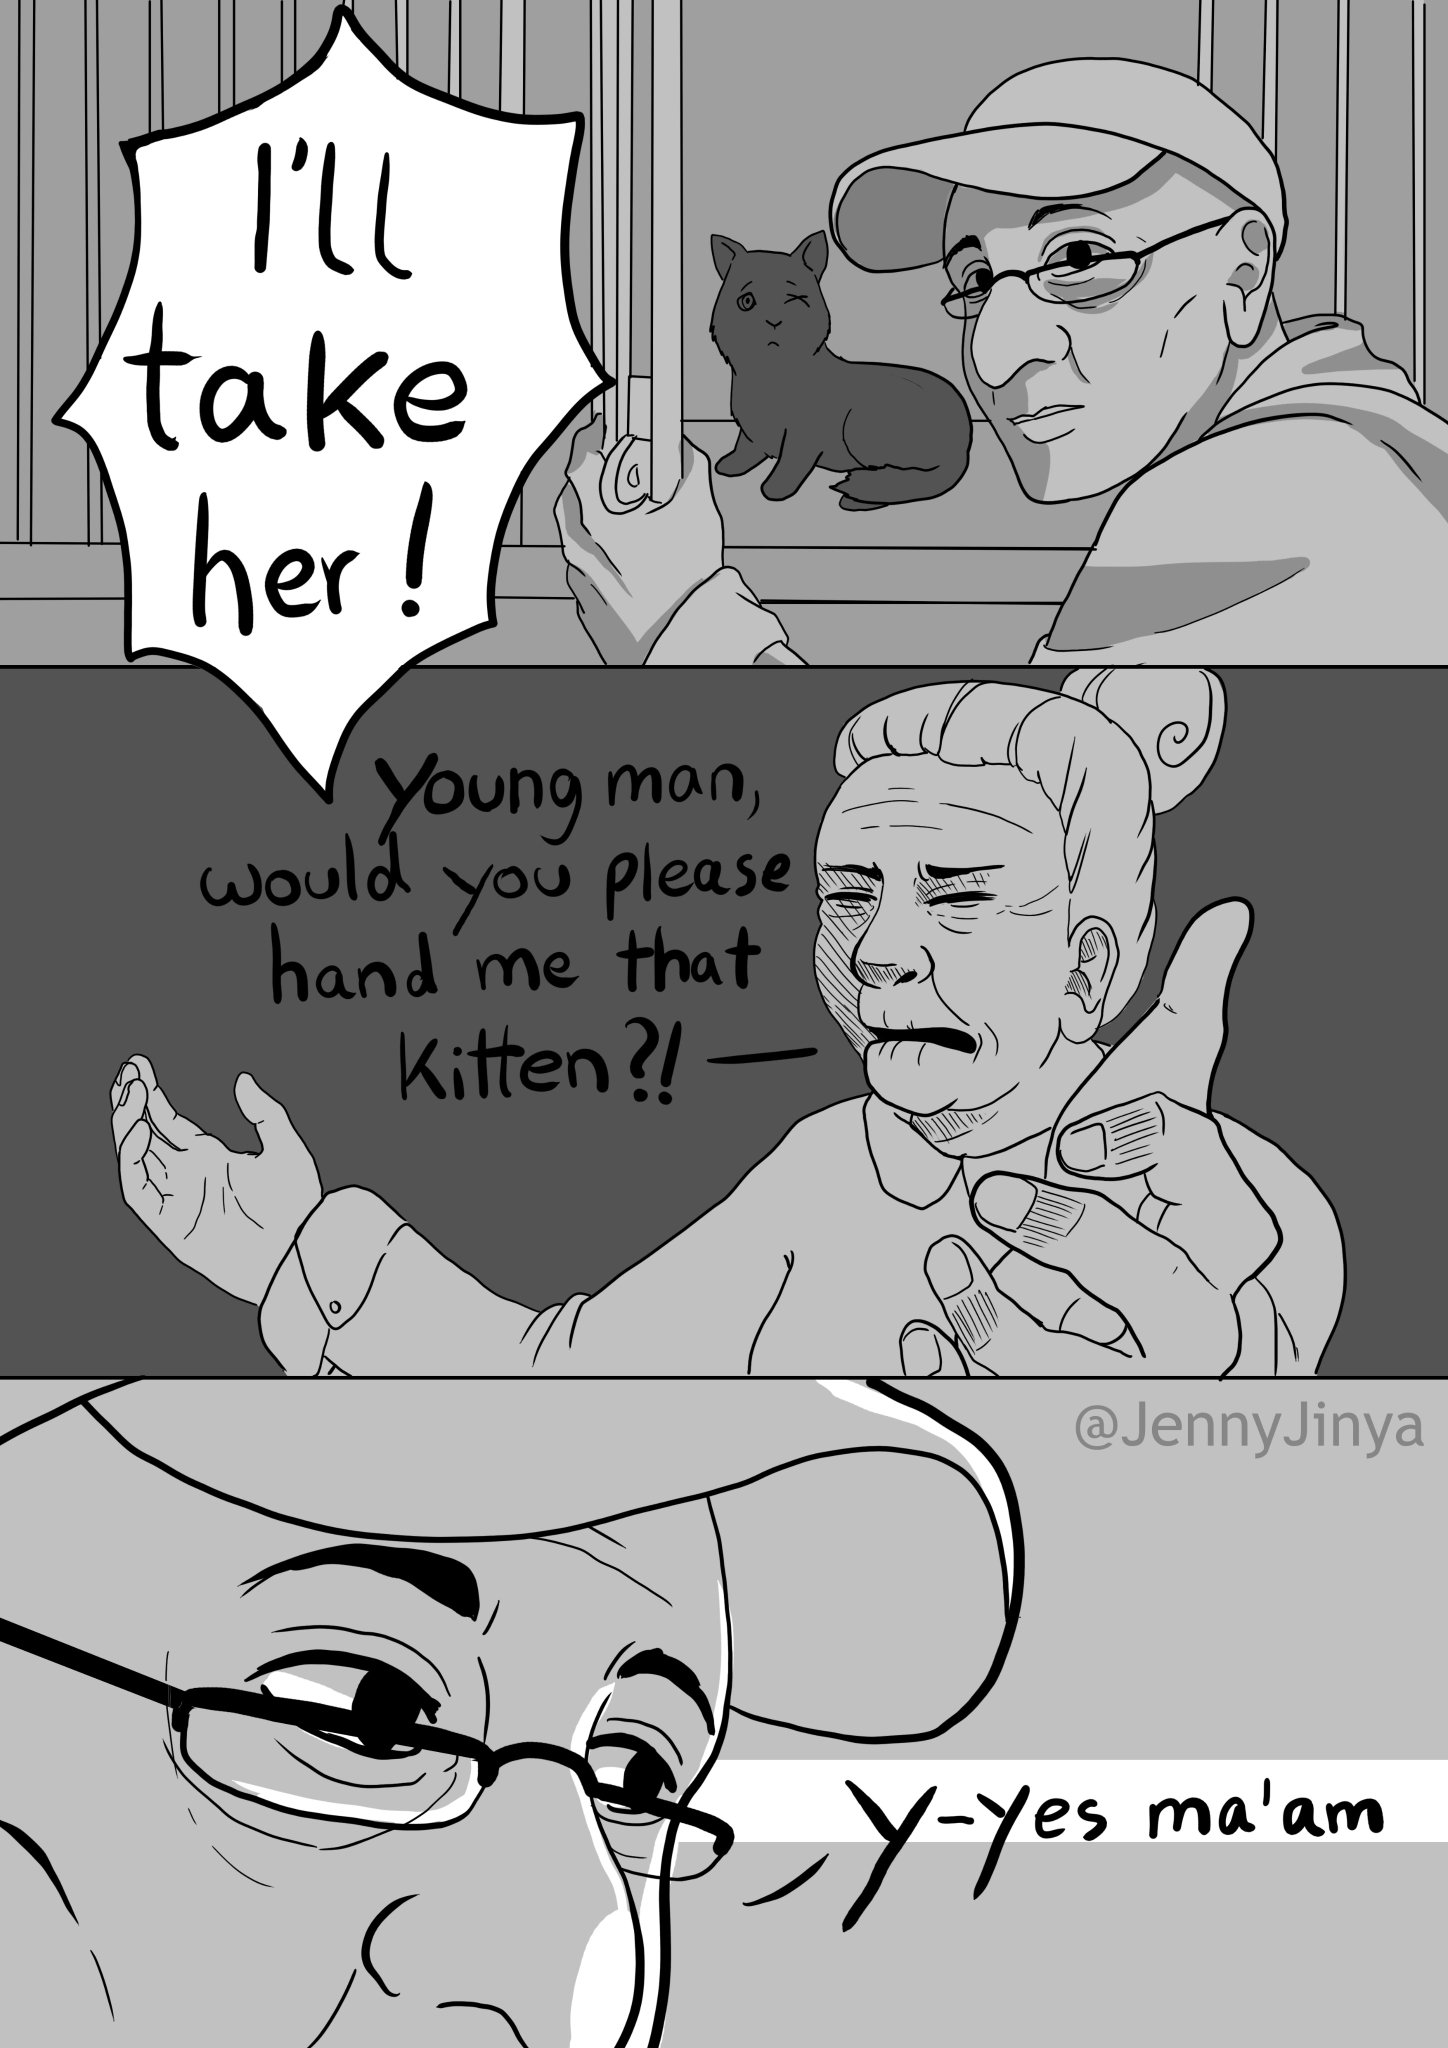 I'll
take
her!
Young man,
would you please
hand me that
kitten?!
@JennyJinya
Y-Yes ma'am